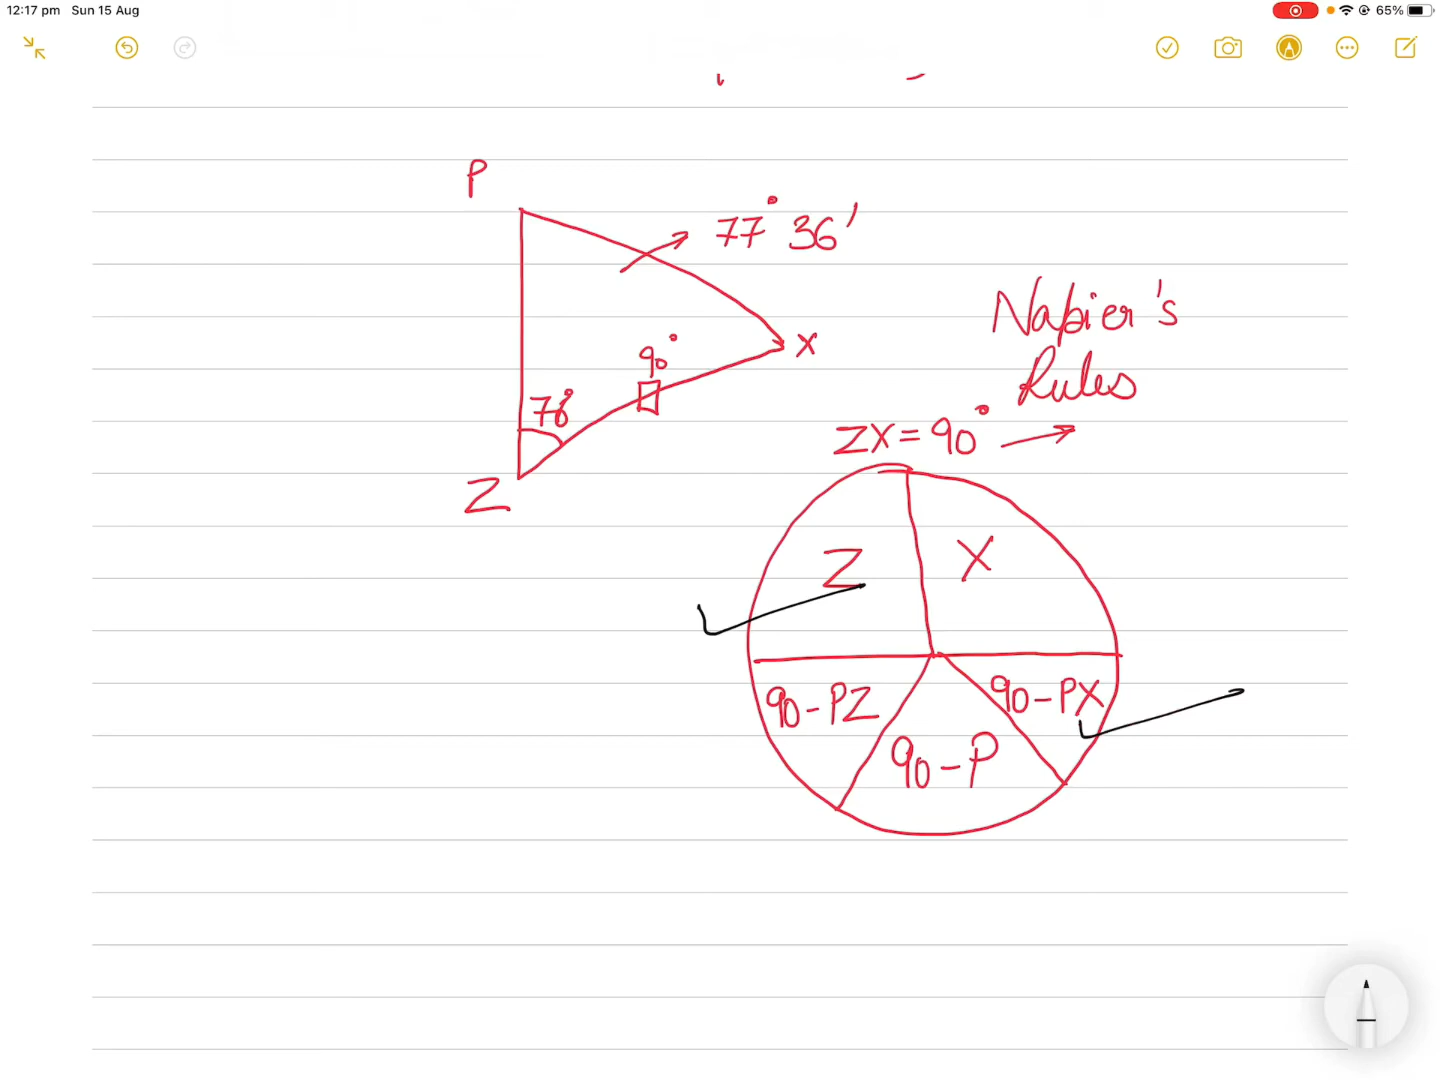 12:17 pm Sun 15 Aug
65%
P
77° 36'
Napier's
Rules
X
90°
76°
Z
ZX = 90°
Z
X
90-PZ
90-PX
90-P